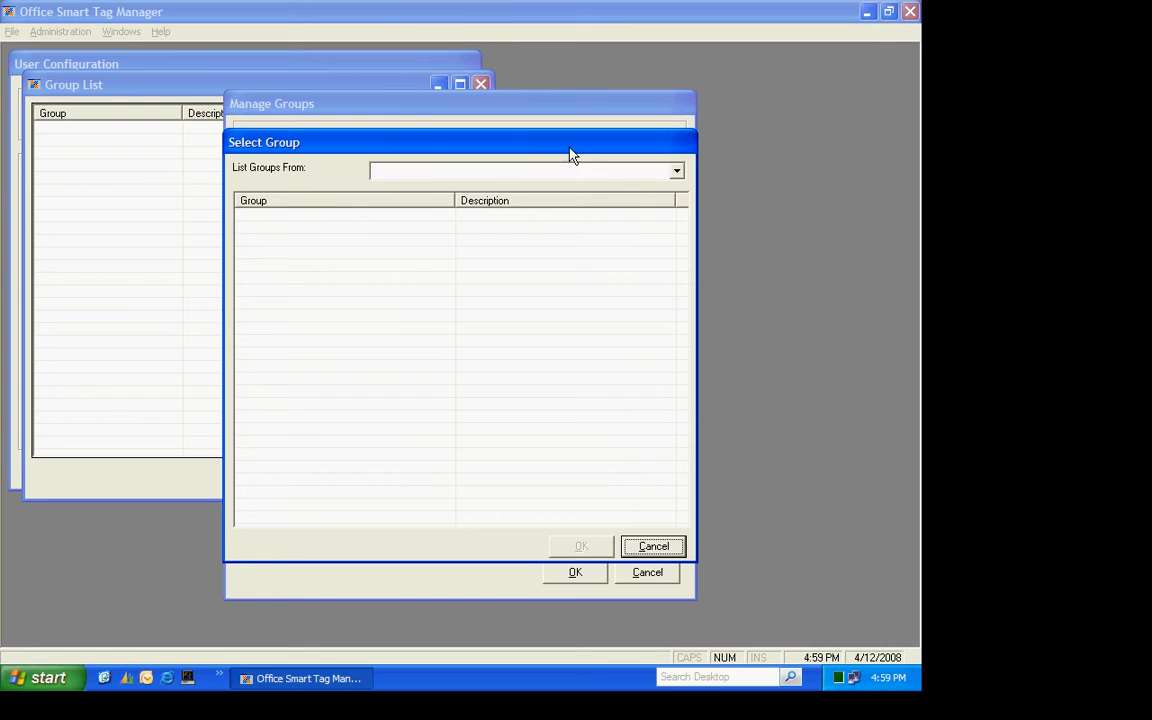 Office Smart Tag Manager
File Administration Windows Help
User Configuration
Group List
Group
Manage Groups
Select Group
List Groups From:
Group Description
OK Cancel
OK Cancel
CAPS NUM INS 4:59 PM 4/12/2008
start » Office Smart Tag Man... Search Desktop 4:59 PM